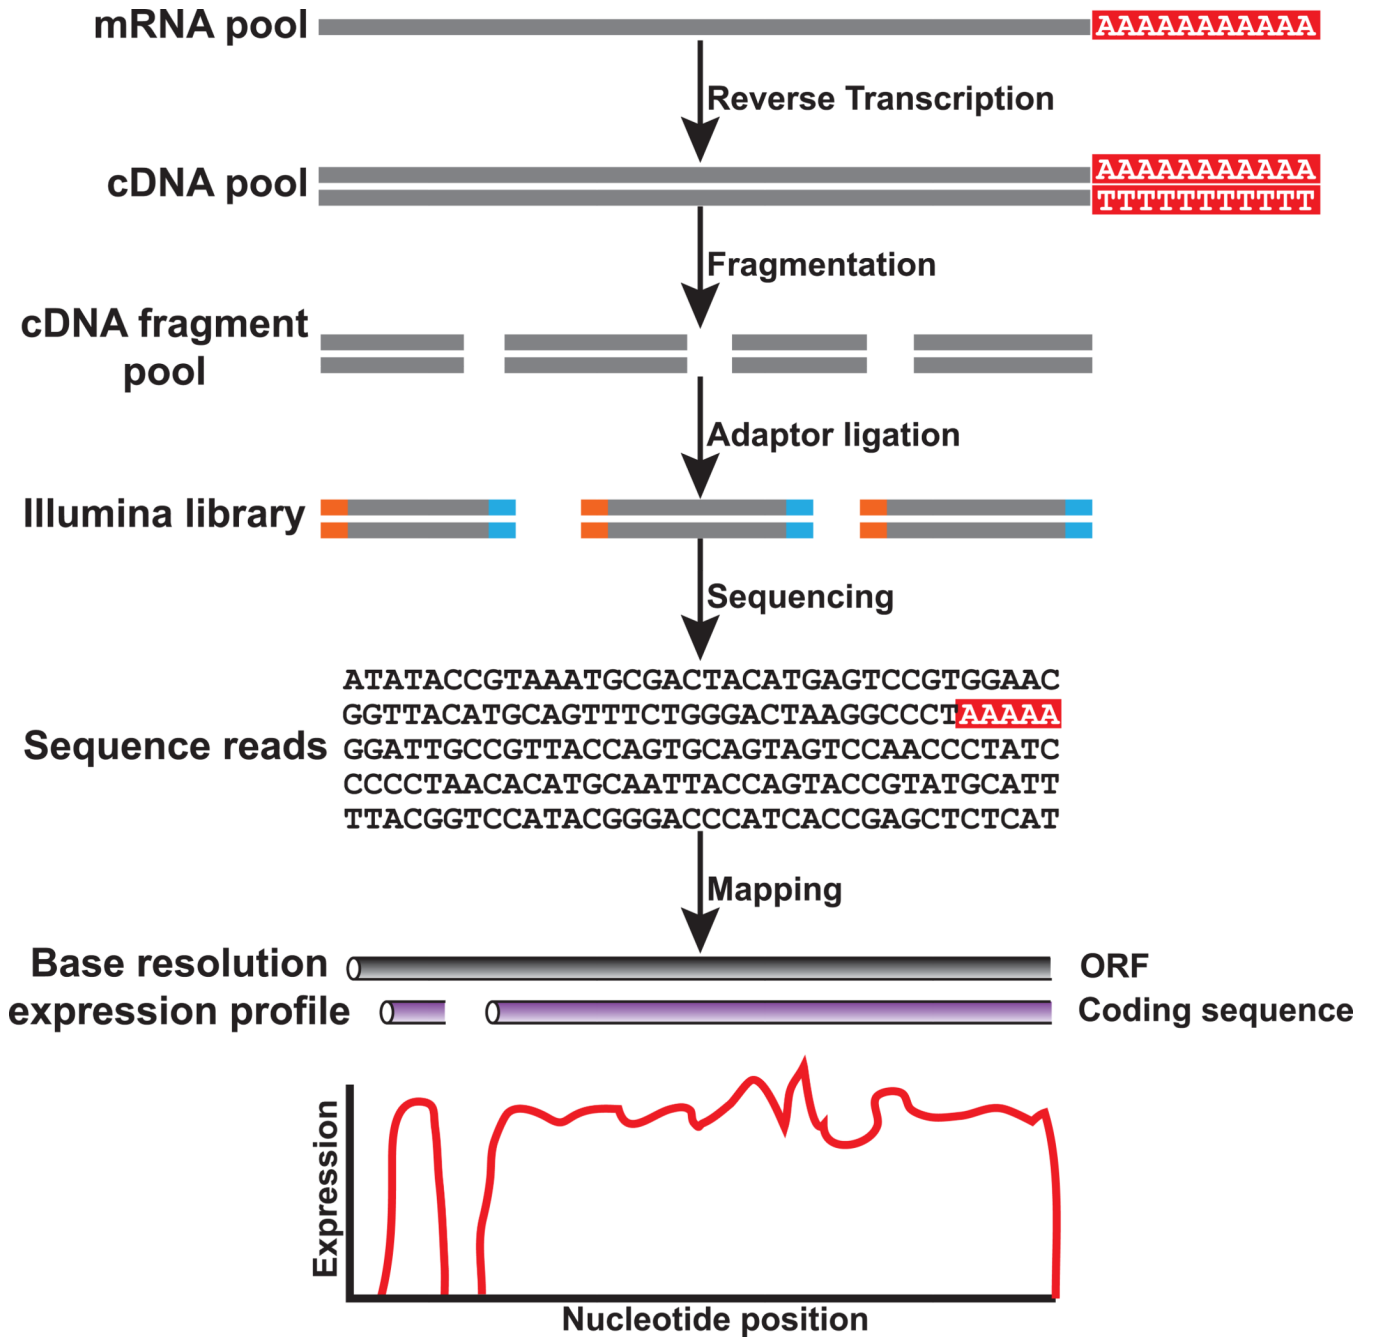 mRNA pool AAAAAAAAAAA
Reverse Transcription
cDNA pool AAAAAAAAAAA
TTTTTTTTTTT
Fragmentation
cDNA fragment
pool
Adaptor ligation
Illumina library
Sequencing
Sequence reads
ATATACCGTAAATGCGACTACATGAGTCCGTGGAAC
GGTTACATGCAGTTTCTGGGACTAAGGCCCTAAAAA
GGATTGCCGTTACCAGTGCAGTAGTCCAACCCTATC
CCCCTAACACATGCAATTACCAGTACCGTATGCATT
TTACGGTCCATACGGGACCCATCACCGAGCTCTCAT
Mapping
Base resolution
expression profile
ORF
Coding sequence
Expression
Nucleotide position